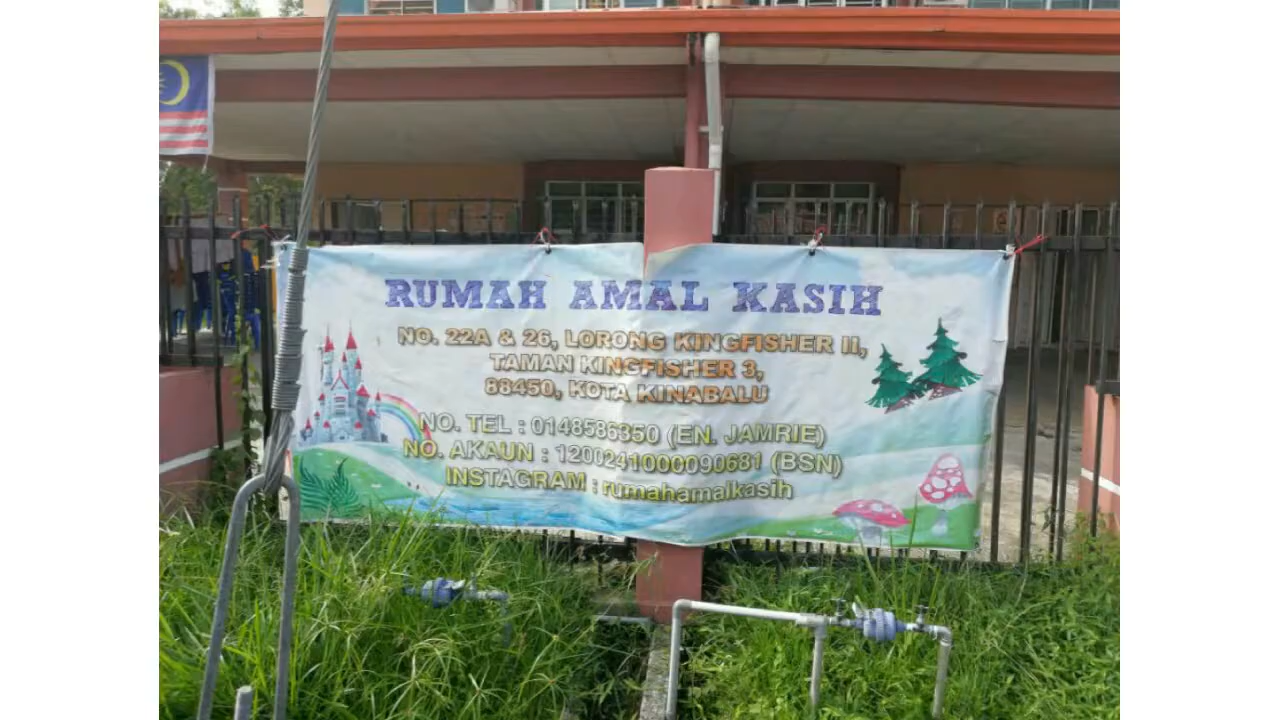 RUMAH AMAL KASIH
NO. 22A & 26, LORONG KINGFISHER II,
TAMAN KINGFISHER 3,
88450, KOTA KINABALU
NO. TEL : 0148586350 (EN. JAMRIE)
NO. AKAUN : 1200241000090681 (BSN)
INSTAGRAM : rumahamalkasih